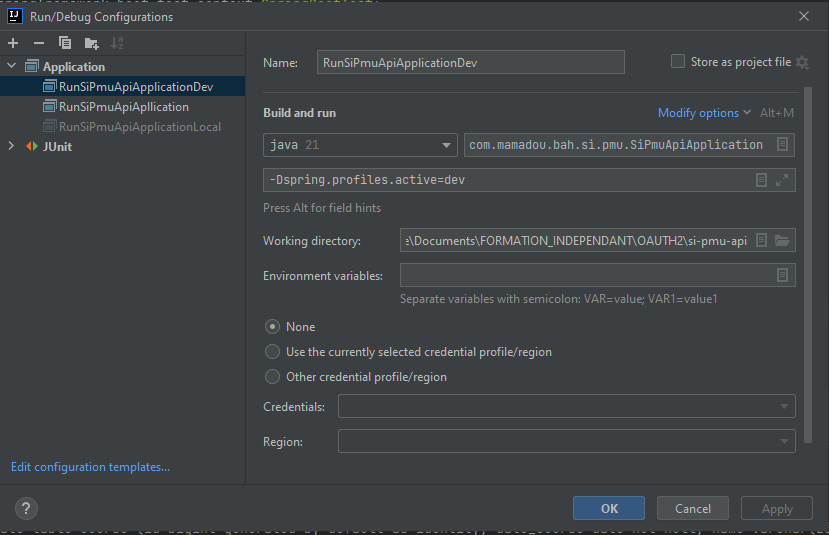 Run/Debug Configurations
Application
RunSiPmuApiApplicationDev
RunSiPmuApiApllication
RunSiPmuApiApplicationLocal
JUnit
Edit configuration templates...
Name: RunSiPmuApiApplicationDev
Store as project file
Build and run
Modify options Alt+M
java 21 com.mamadou.bah.si.pmu.SiPmuApiApplication
-Dspring.profiles.active=dev
Press Alt for field hints
Working directory: \Documents\FORMATION_INDEPENDANT\OAUTH2\si-pmu-api
Environment variables:
Separate variables with semicolon: VAR=value; VAR1=value1
None
Use the currently selected credential profile/region
Other credential profile/region
Credentials:
Region:
? OK Cancel Apply